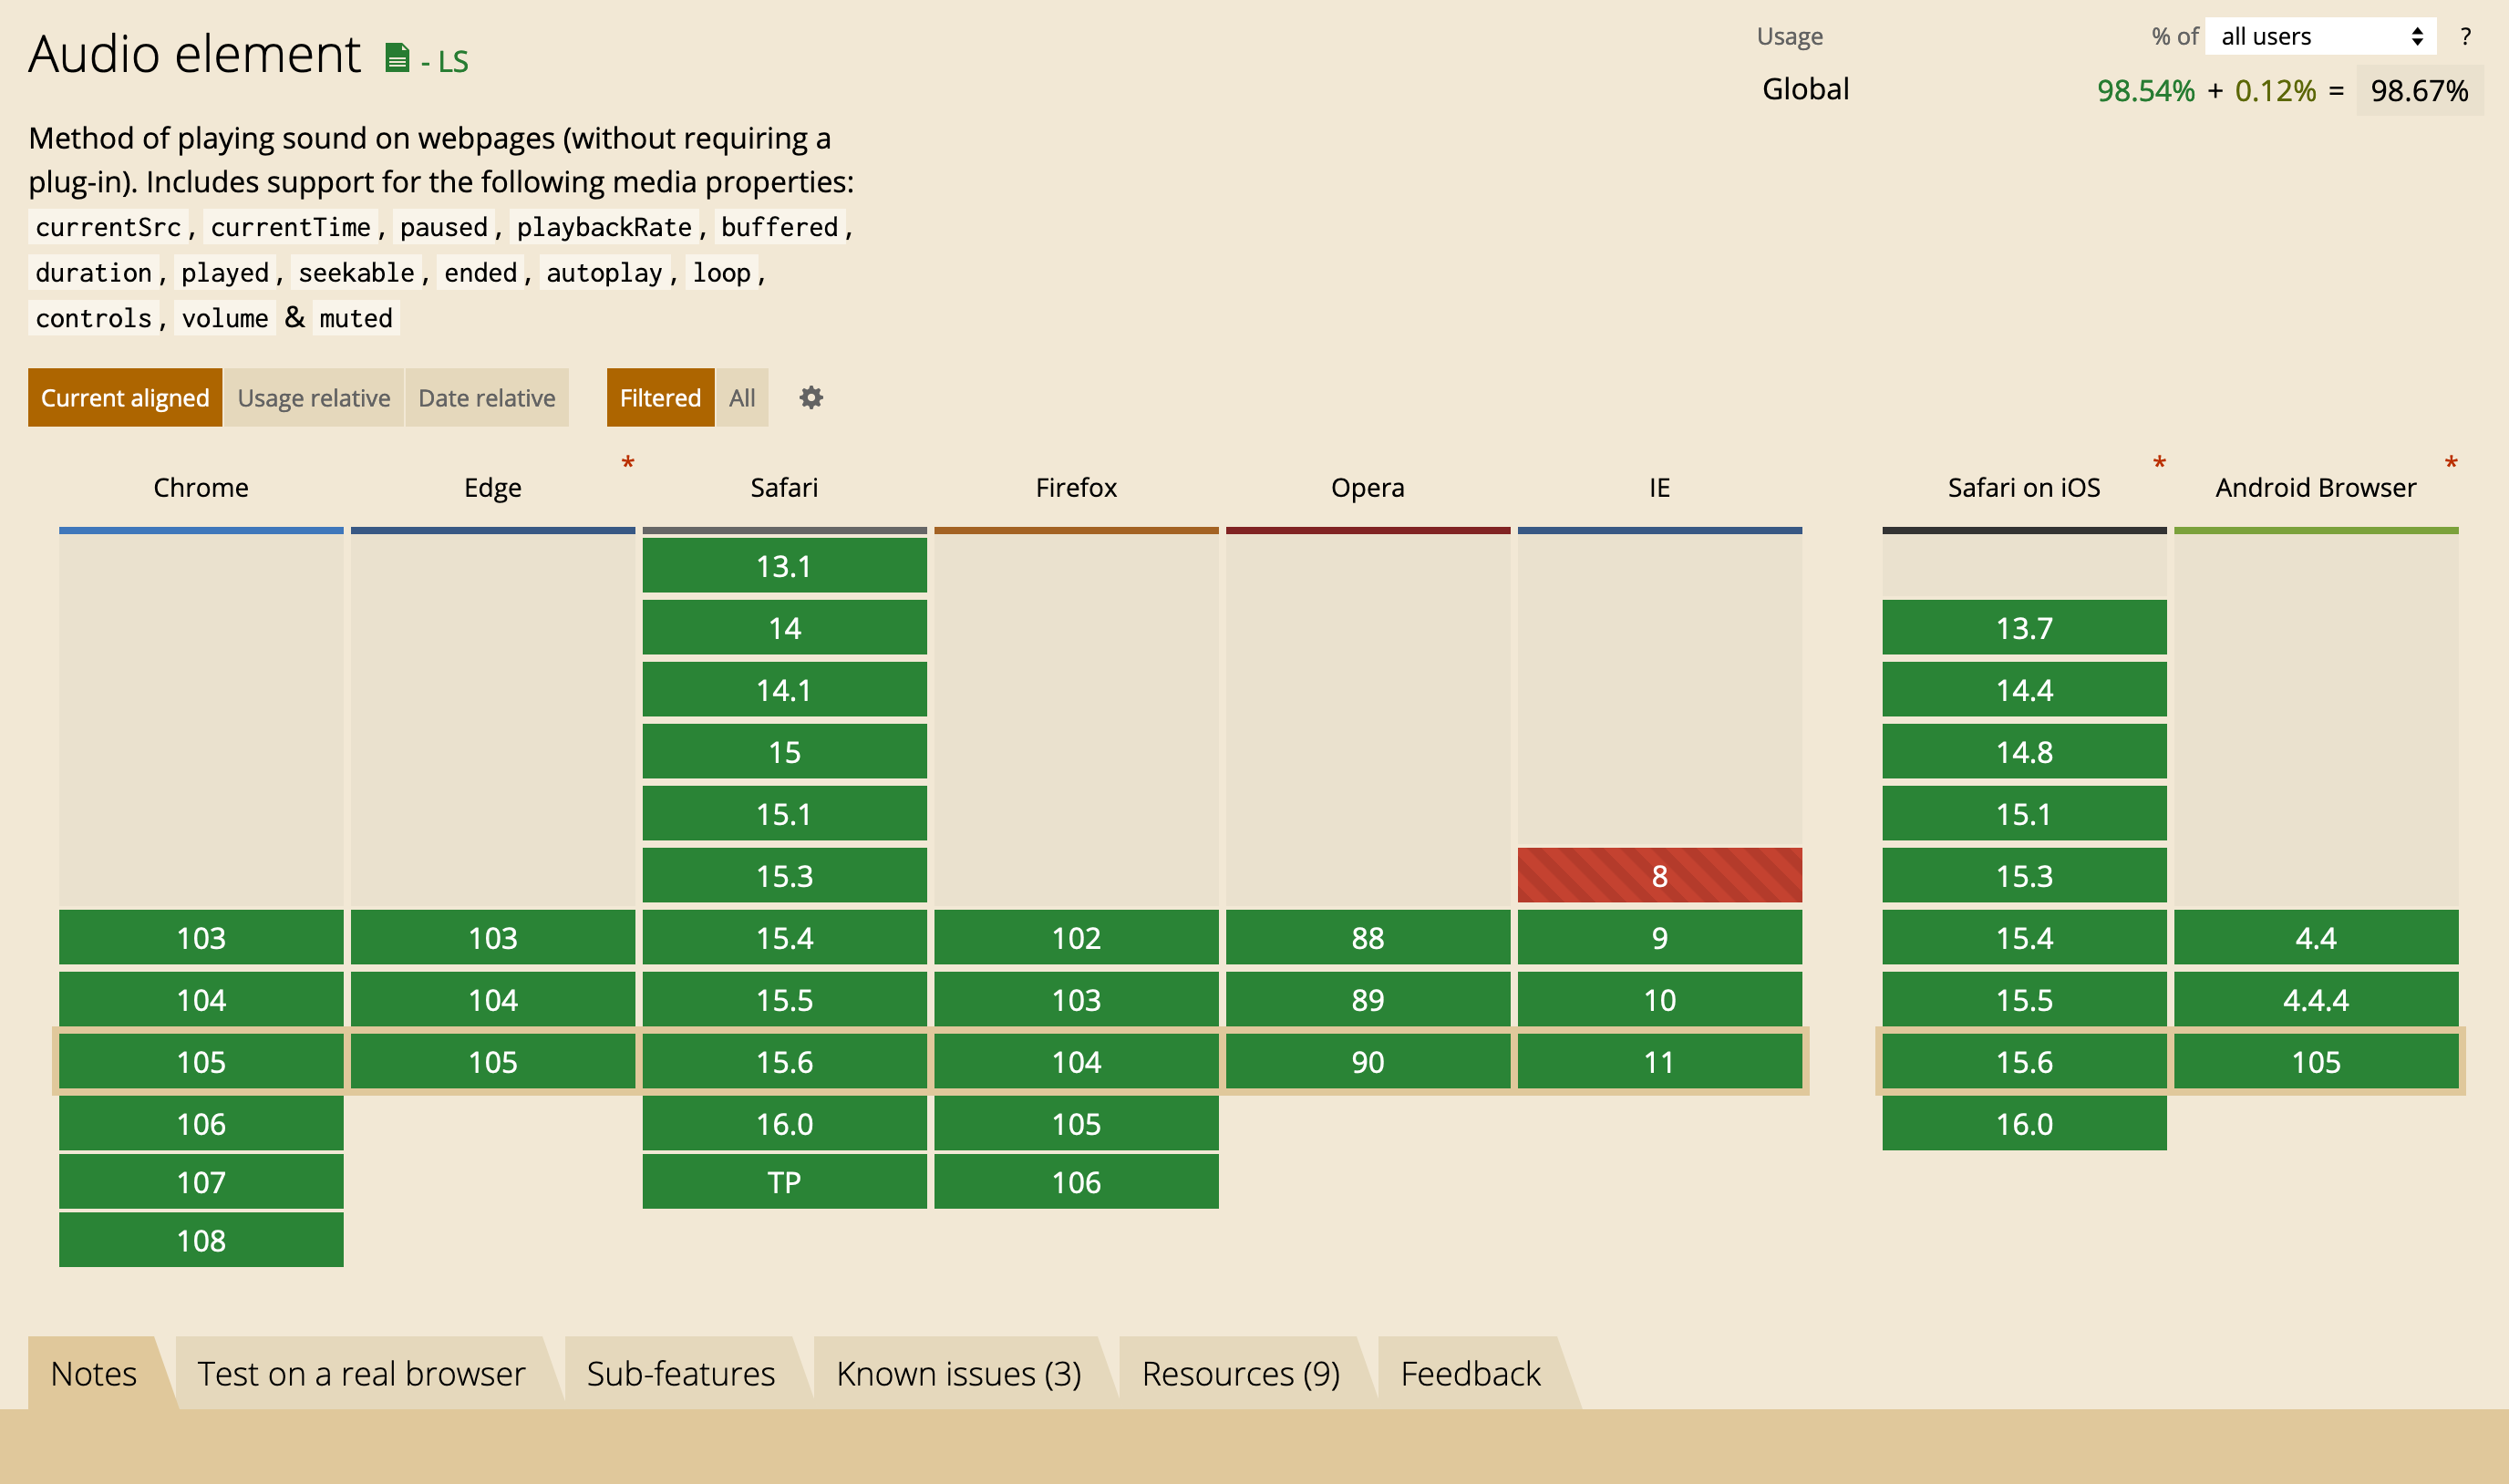 Audio element - LS
Usage % of all users ?
Global 98.54% + 0.12% = 98.67%
Method of playing sound on webpages (without requiring a
plug-in). Includes support for the following media properties:
currentSrc, currentTime, paused, playbackRate, buffered,
duration, played, seekable, ended, autoplay, loop,
controls, volume & muted
Current aligned Usage relative Date relative Filtered All
* * *
Chrome Edge Safari Firefox Opera IE Safari on iOS Android Browser
13.1
14 13.7
14.1 14.4
15 14.8
15.1 15.1
15.3 8 15.3
103 103 15.4 102 88 9 15.4 4.4
104 104 15.5 103 89 10 15.5 4.4.4
105 105 15.6 104 90 11 15.6 105
106 16.0 105 16.0
107 TP 106
108
Notes Test on a real browser Sub-features Known issues (3) Resources (9) Feedback